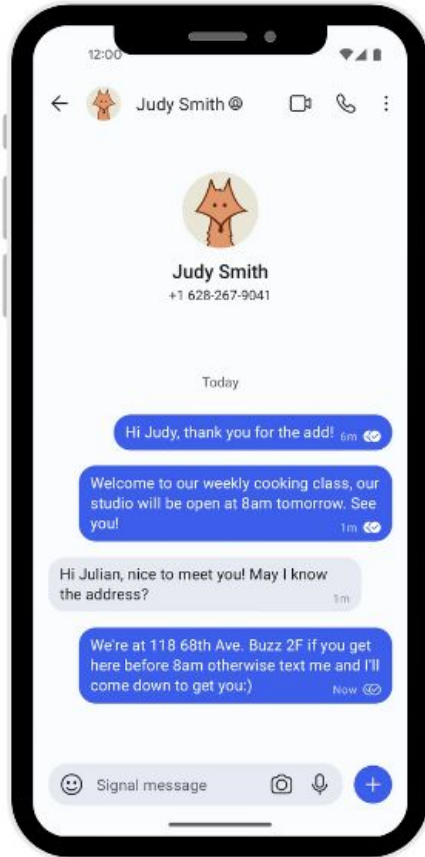 12:00
Judy Smith
Judy Smith
+1 628-267-9041
Today
Hi Judy, thank you for the add! 6m
Welcome to our weekly cooking class, our
studio will be open at 8am tomorrow. See
you! 1m
Hi Julian, nice to meet you! May I know
the address? 1m
We're at 118 68th Ave. Buzz 2F if you get
here before 8am otherwise text me and I'll
come down to get you:) Now
Signal message